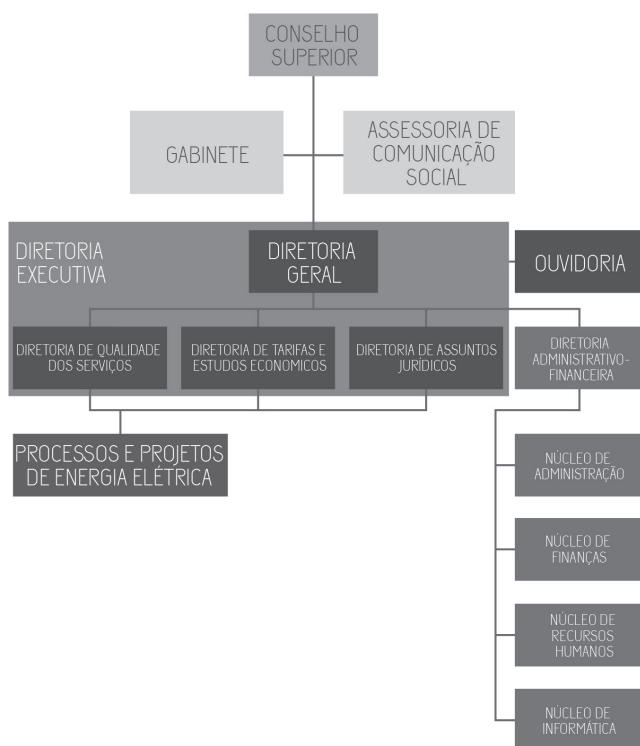 CONSELHO
SUPERIOR
GABINETE
ASSESSORIA DE
COMUNICAÇÃO
SOCIAL
DIRETORIA
EXECUTIVA
DIRETORIA
GERAL
OUVIDORIA
DIRETORIA DE QUALIDADE
DOS SERVIÇOS
DIRETORIA DE TARIFAS E
ESTUDOS ECONOMICOS
DIRETORIA DE ASSUNTOS
JURÍDICOS
DIRETORIA
ADMINISTRATIVO-
FINANCEIRA
PROCESSOS E PROJETOS
DE ENERGIA ELÉTRICA
NÚCLEO DE
ADMINISTRAÇÃO
NÚCLEO DE
FINANÇAS
NÚCLEO DE
RECURSOS
HUMANOS
NÚCLEO DE
INFORMÁTICA